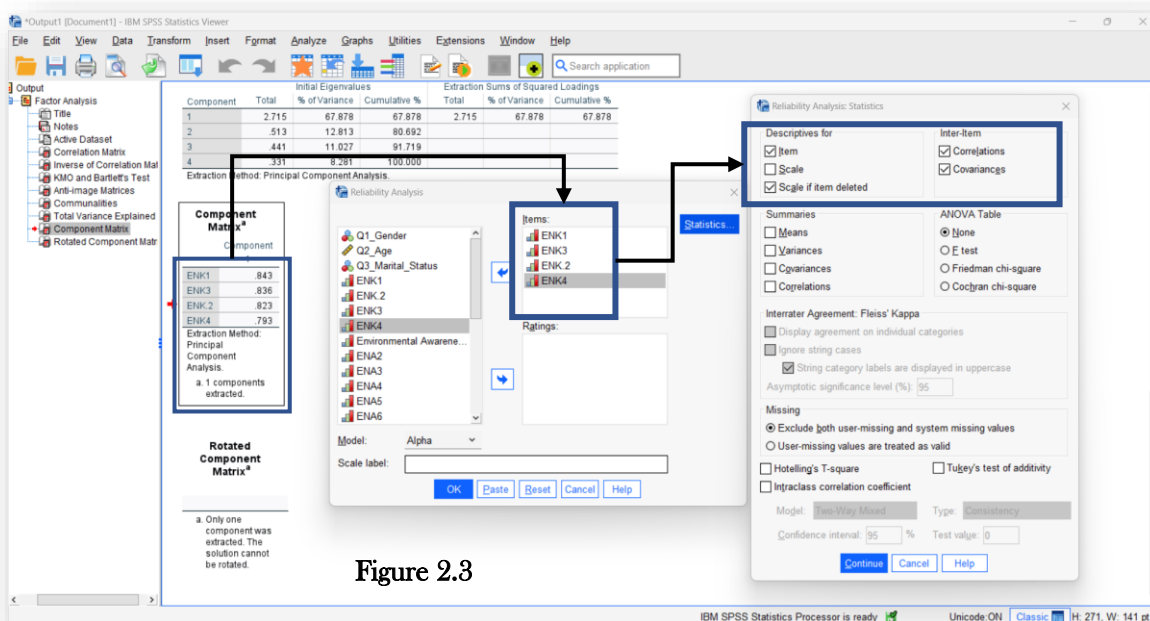 *Output1 [Document1] - IBM SPSS Statistics Viewer
File Edit View Data Transform Insert Format Analyze Graphs Utilities Extensions Window Help
Search application
Output
Factor Analysis
Title
Notes
Active Dataset
Correlation Matrix
Inverse of Correlation Mat
KMO and Bartlett's Test
Anti-image Matrices
Communalities
Total Variance Explained
Component Matrix
Rotated Component Matr
Initial Eigenvalues Extraction Sums of Squared Loadings
Component Total % of Variance Cumulative % Total % of Variance Cumulative %
1 2.715 67.878 67.878 2.715 67.878 67.878
2 .513 12.813 80.692
3 .441 11.027 91.719
4 .331 8.281 100.000
Extraction Method: Principal Component Analysis.
Component
Matrixª
Component
ENK1 .843
ENK3 .836
ENK.2 .823
ENK4 .793
Extraction Method:
Principal
Component
Analysis.
a. 1 components
extracted.
Rotated
Component
Matrixª
a. Only one
component was
extracted. The
solution cannot
be rotated.
Reliability Analysis
Q1_Gender
Q2_Age
Q3_Marital_Status
ENK1
ENK.2
ENK3
ENK4
Environmental Awarene...
ENA2
ENA3
ENA4
ENA5
ENA6
Items:
ENK1
ENK3
ENK.2
ENK4
Statistics...
Ratings:
Model: Alpha
Scale label:
OK Paste Reset Cancel Help
Figure 2.3
Reliability Analysis: Statistics
Descriptives for
Item
Scale
Scale if item deleted
Inter-Item
Correlations
Covariances
Summaries
Means
Variances
Covariances
Correlations
ANOVA Table
None
F test
Friedman chi-square
Cochran chi-square
Interrater Agreement: Fleiss' Kappa
Display agreement on individual categories
Ignore string cases
String category labels are displayed in uppercase
Asymptotic significance level (%): 95
Missing
Exclude both user-missing and system missing values
User-missing values are treated as valid
Hotelling's T-square Tukey's test of additivity
Intraclass correlation coefficient
Model: Two-Way Mixed Type: Consistency
Confidence interval: 95 % Test value: 0
Continue Cancel Help
IBM SPSS Statistics Processor is ready Unicode:ON Classic H: 271, W: 141 pt